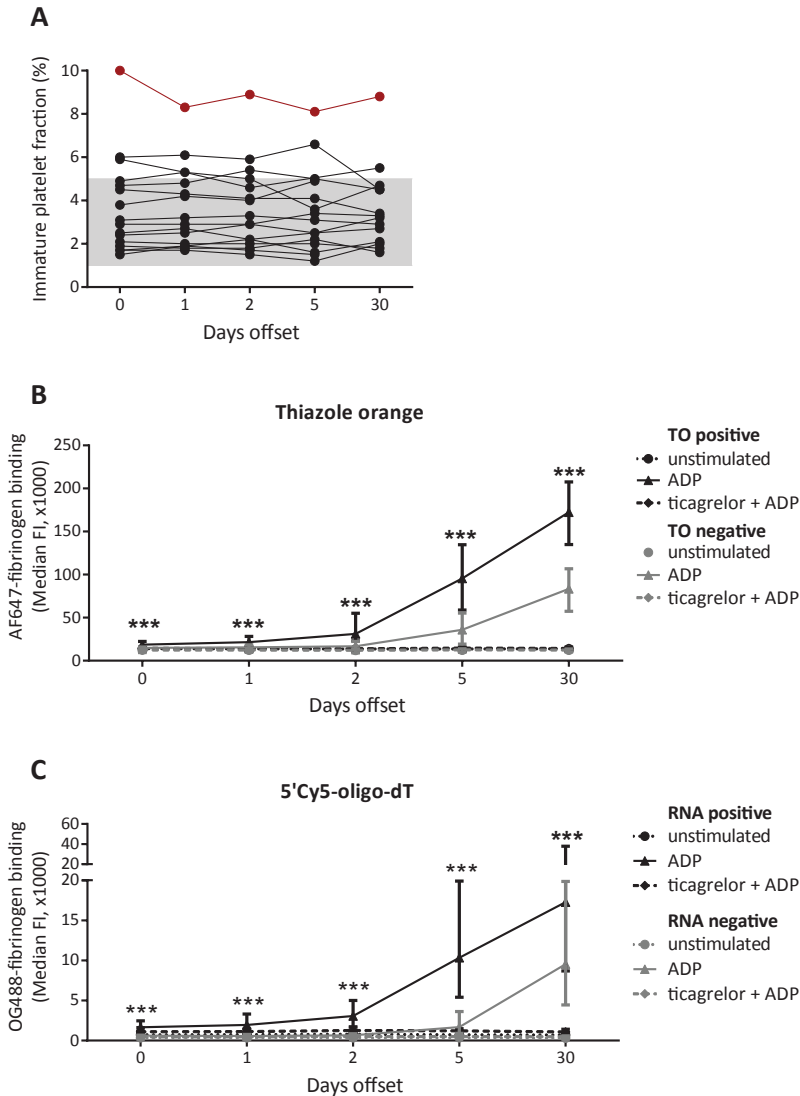 A
Immature platelet fraction (%)
10
8
6
4
2
0
0 1 2 5 30
Days offset
B
Thiazole orange
AF647-fibrinogen binding
(Median FI, x1000)
250
200
150
100
50
0
*** *** *** *** ***
0 1 2 5 30
Days offset
TO positive
unstimulated
ADP
ticagrelor + ADP
TO negative
unstimulated
ADP
ticagrelor + ADP
C
5'Cy5-oligo-dT
OG488-fibrinogen binding
(Median FI, x1000)
60
40
20
20
15
10
5
0
*** *** *** *** ***
0 1 2 5 30
Days offset
RNA positive
unstimulated
ADP
ticagrelor + ADP
RNA negative
unstimulated
ADP
ticagrelor + ADP